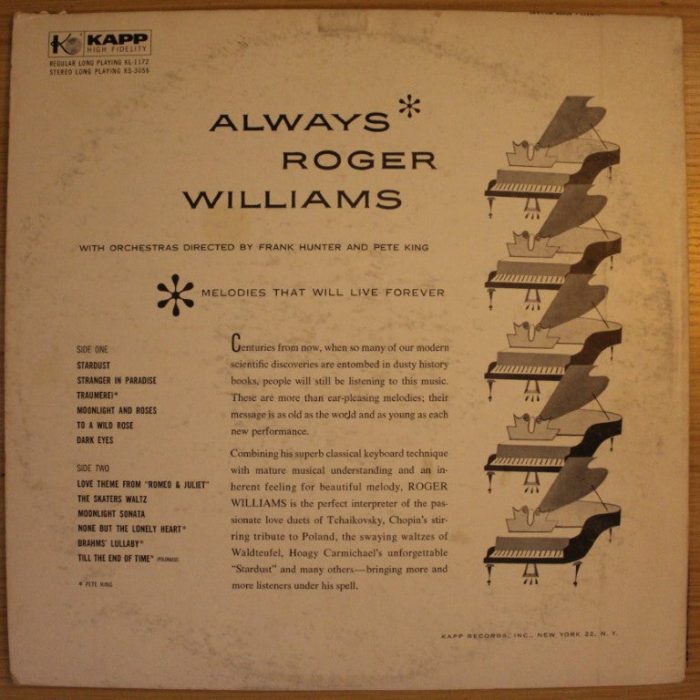 KAPP
HIGH FIDELITY
REGULAR LONG PLAYING KL-1172
STEREO LONG PLAYING KS-3056
ALWAYS*
ROGER
WILLIAMS
WITH ORCHESTRAS DIRECTED BY FRANK HUNTER AND PETE KING
* MELODIES THAT WILL LIVE FOREVER
SIDE ONE
STARDUST
STRANGER IN PARADISE
TRAUMEREI*
MOONLIGHT AND ROSES
TO A WILD ROSE
DARK EYES
SIDE TWO
LOVE THEME FROM "ROMEO & JULIET"
THE SKATERS WALTZ
MOONLIGHT SONATA
NONE BUT THE LONELY HEART*
BRAHMS' LULLABY*
TILL THE END OF TIME* (POLONAISE)
* PETE KING
Centuries from now, when so many of our modern
scientific discoveries are entombed in dusty history
books, people will still be listening to this music.
These are more than ear-pleasing melodies; their
message is as old as the world and as young as each
new performance.
Combining his superb classical keyboard technique
with mature musical understanding and an in-
herent feeling for beautiful melody, ROGER
WILLIAMS is the perfect interpreter of the pas-
sionate love duets of Tchaikovsky, Chopin's stir-
ring tribute to Poland, the swaying waltzes of
Waldteufel, Hoagy Carmichael's unforgettable
"Stardust" and many others—bringing more and
more listeners under his spell.
KAPP RECORDS, INC., NEW YORK 22, N. Y.